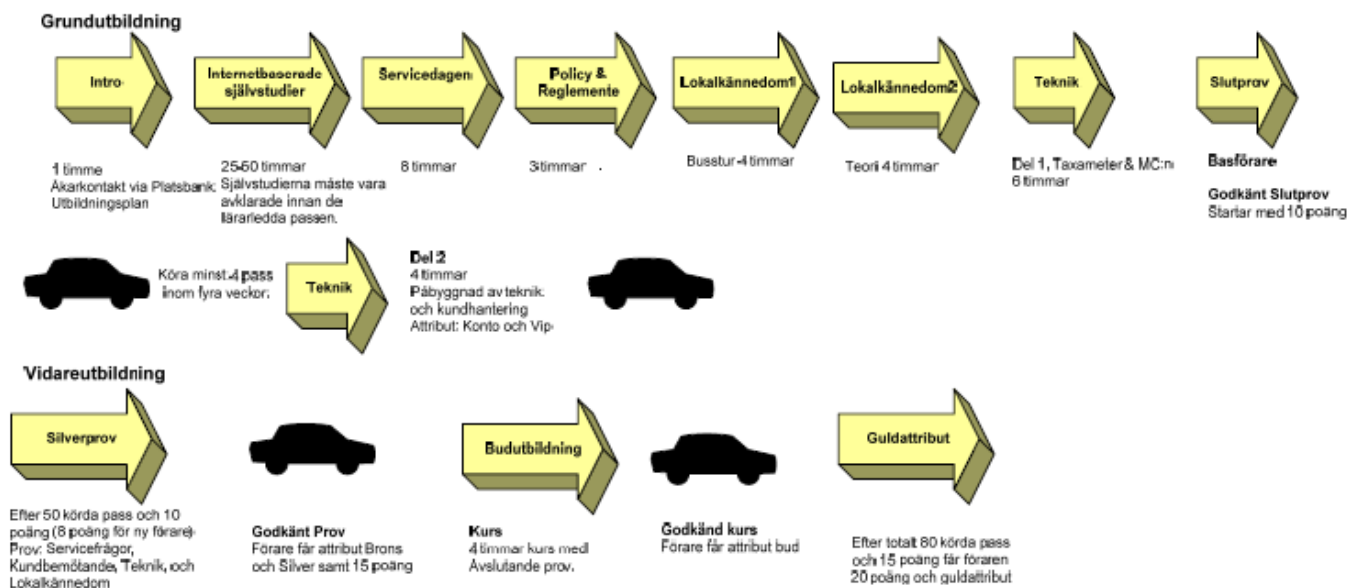 Grundutbildning
Intro
Internetbaserade
självstudier
Servicedagen
Policy &
Reglemente
Lokalkännedom1
Lokalkännedom2
Teknik
Slutprov
1 timme
Åkarkontakt via Platsbank.
Utbildningsplan
25-60 timmar
Självstudierna måste vara
avklarade innan de
lärarledda passen.
8 timmar
3 timmar .
Busstur-4 timmar
Teori 4 timmar
Del 1, Taxameter & MC:n
6 timmar
Basförare
Godkänt Slutprov
Startar med 10 poäng
Köra minst 4 pass
inom fyra veckor.
Teknik
Del 2
4 timmar
Påbyggnad av teknik
och kundhantering
Attribut: Konto och Vip
Vidareutbildning
Silverprov
Budutbildning
Guldattribut
Efter 50 körda pass och 10
poäng (8 poäng för ny förare)
Prov: Servicefrågor,
Kundbemötande, Teknik, och
Lokalkännedom
Godkänt Prov
Förare får attribut Brons
och Silver samt 15 poäng
Kurs
4 timmar kurs med
Avslutande prov.
Godkänd kurs
Förare får attribut bud
Efter totalt 80 körda pass
och 15 poäng får föraren
20 poäng och guldattribut